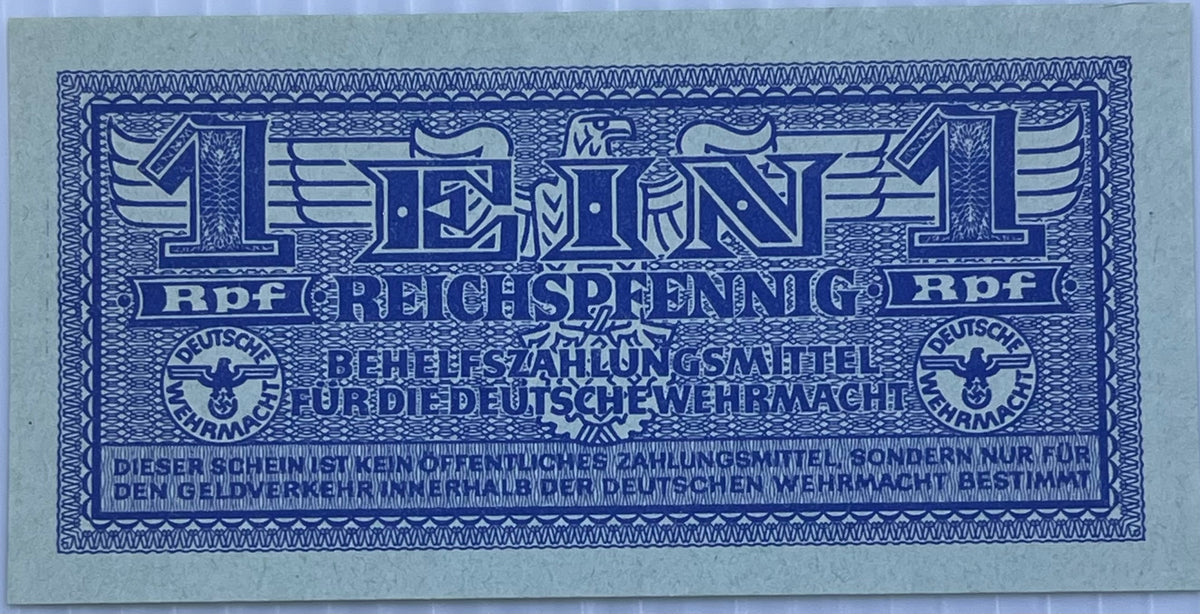 1 EIN 1
Rpf REICHSPFENNIG Rpf
DEUTSCHE WEHRMACHT
BEHELFSZAHLUNGSMITTEL
FÜR DIE DEUTSCHE WEHRMACHT
DEUTSCHE WEHRMACHT
DIESER SCHEIN IST KEIN ÖFFENTLICHES ZAHLUNGSMITTEL, SONDERN NUR FÜR
DEN GELDVERKEHR INNERHALB DER DEUTSCHEN WEHRMACHT BESTIMMT